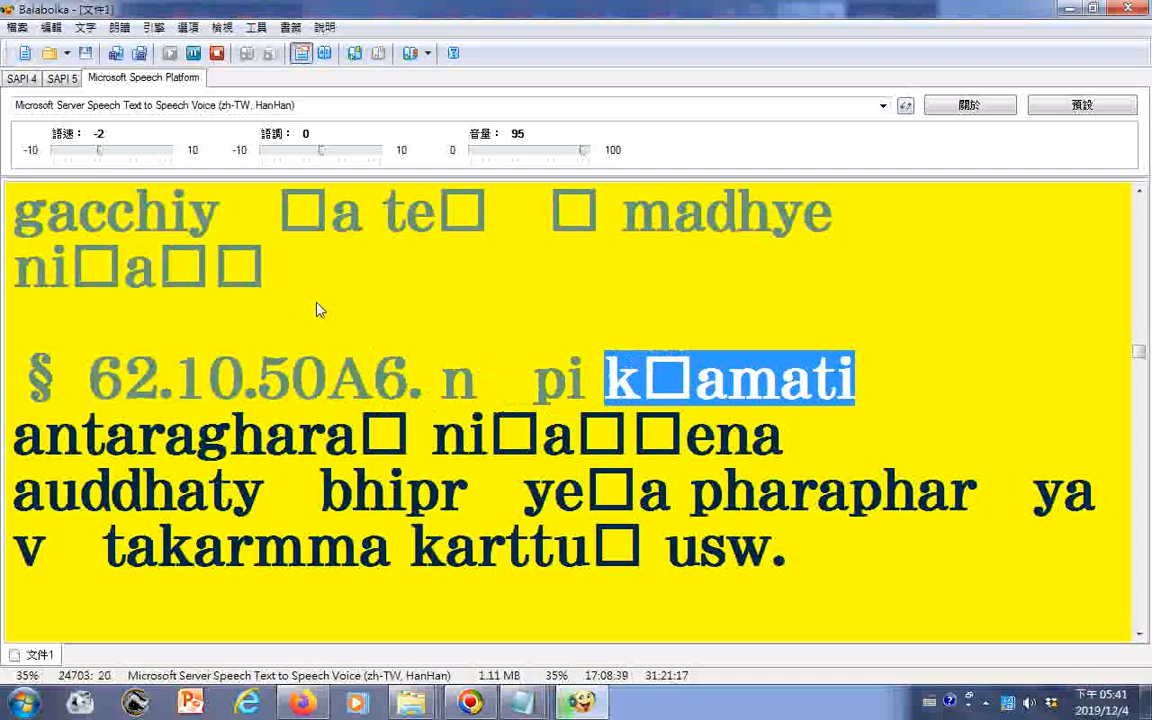 Balabolka - [文件1]
檔案 編輯 文字 朗讀 引擎 選項 檢視 工具 書籤 說明
SAPI 4 SAPI 5 Microsoft Speech Platform
Microsoft Server Speech Text to Speech Voice (zh-TW, HanHan) 關於 預設
語速： -2 語調： 0 音量： 95
-10 10 -10 10 0 100
gacchiy □a te□ □ madhye
ni□a□□
§ 62.10.50A6. n pi k□amati
antaraghara□ ni□a□□ena
auddhaty bhipr ye□a pharaphar ya
v takarmma karttu□ usw.
文件1
35% 24703: 20 Microsoft Server Speech Text to Speech Voice (zh-TW, HanHan) 1.11 MB 35% 17:08:39 31:21:17
下午 05:41
2019/12/4